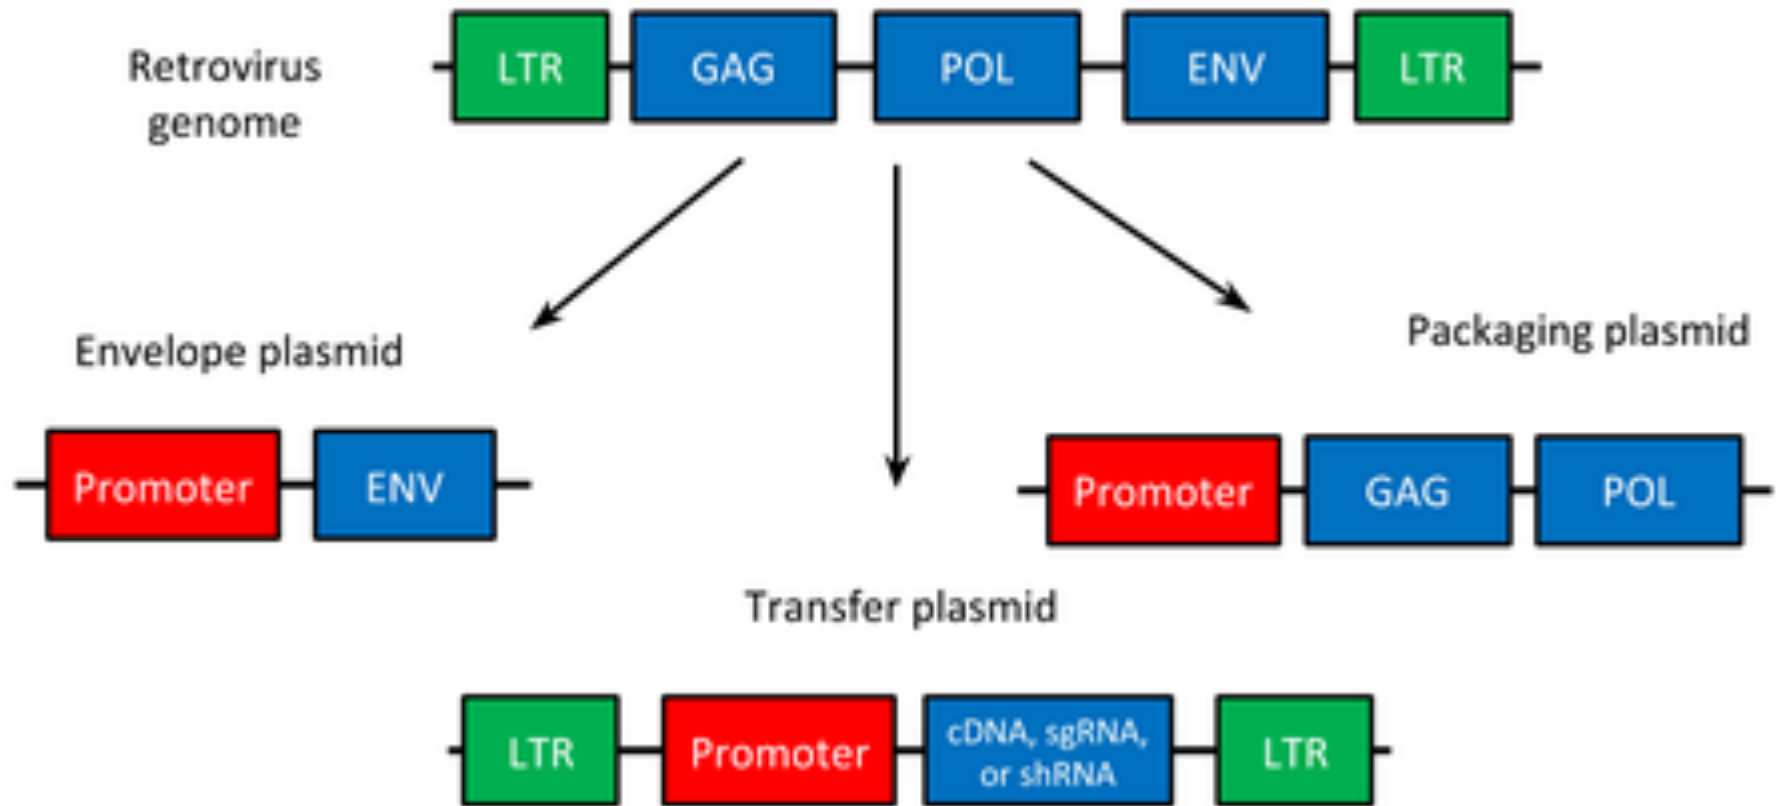 Retrovirus
genome
LTR GAG POL ENV LTR
Envelope plasmid
Packaging plasmid
Promoter ENV
Promoter GAG POL
Transfer plasmid
LTR Promoter cDNA, sgRNA, LTR
or shRNA